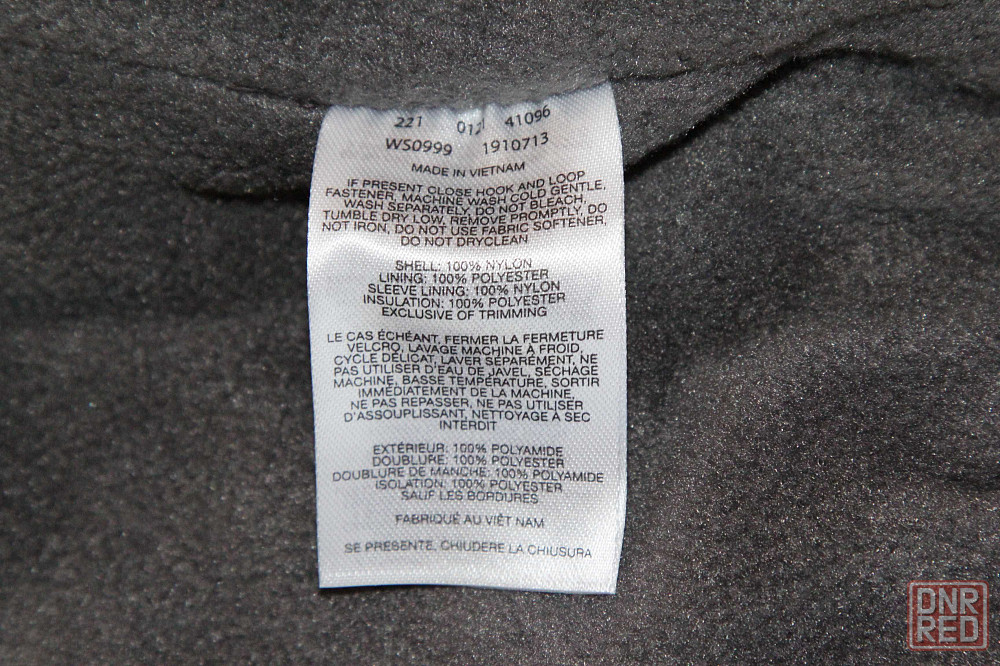 221 012 41096
WS0999 1910713
MADE IN VIETNAM
IF PRESENT CLOSE HOOK AND LOOP
FASTENER, MACHINE WASH COLD GENTLE,
WASH SEPARATELY, DO NOT BLEACH,
TUMBLE DRY LOW, REMOVE PROMPTLY, DO
NOT IRON, DO NOT USE FABRIC SOFTENER,
DO NOT DRYCLEAN
SHELL: 100% NYLON
LINING: 100% POLYESTER
SLEEVE LINING: 100% NYLON
INSULATION: 100% POLYESTER
EXCLUSIVE OF TRIMMING
LE CAS ÉCHÉANT, FERMER LA FERMETURE
VELCRO, LAVAGE MACHINE À FROID,
CYCLE DÉLICAT, LAVER SÉPARÉMENT, NE
PAS UTILISER D'EAU DE JAVEL, SÉCHAGE
MACHINE, BASSE TEMPÉRATURE, SORTIR
IMMÉDIATEMENT DE LA MACHINE,
NE PAS REPASSER, NE PAS UTILISER
D'ASSOUPLISSANT, NETTOYAGE À SEC
INTERDIT
EXTÉRIEUR: 100% POLYAMIDE
DOUBLURE: 100% POLYESTER
DOUBLURE DE MANCHE: 100% POLYAMIDE
ISOLATION: 100% POLYESTER
SAUF LES BORDURES
FABRIQUÉ AU VIÊT NAM
SE PRESENTE, CHIUDERE LA CHIUSURA
DNR
RED